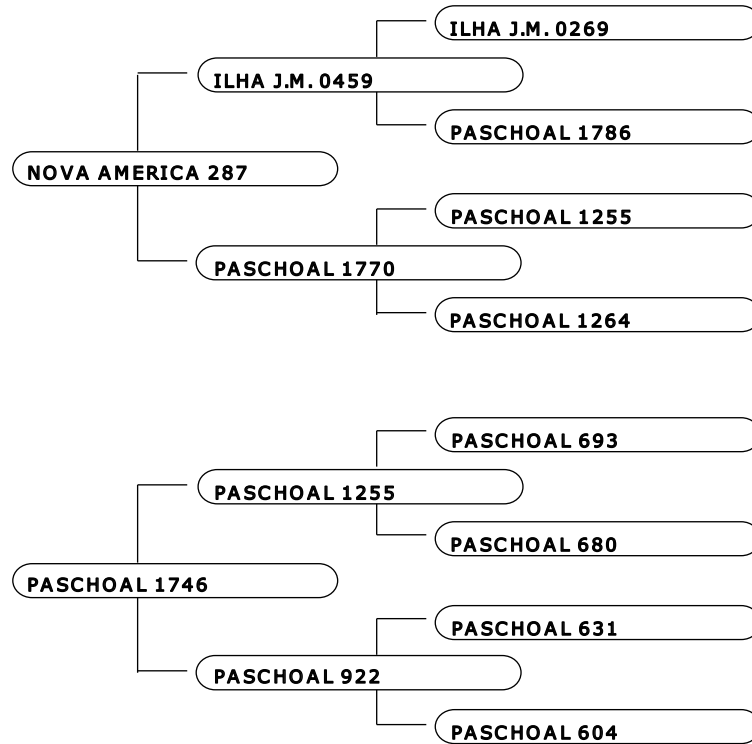 ILHA J.M. 0269
ILHA J.M. 0459
PASCHOAL 1786
NOVA AMERICA 287
PASCHOAL 1255
PASCHOAL 1770
PASCHOAL 1264
PASCHOAL 693
PASCHOAL 1255
PASCHOAL 680
PASCHOAL 1746
PASCHOAL 631
PASCHOAL 922
PASCHOAL 604